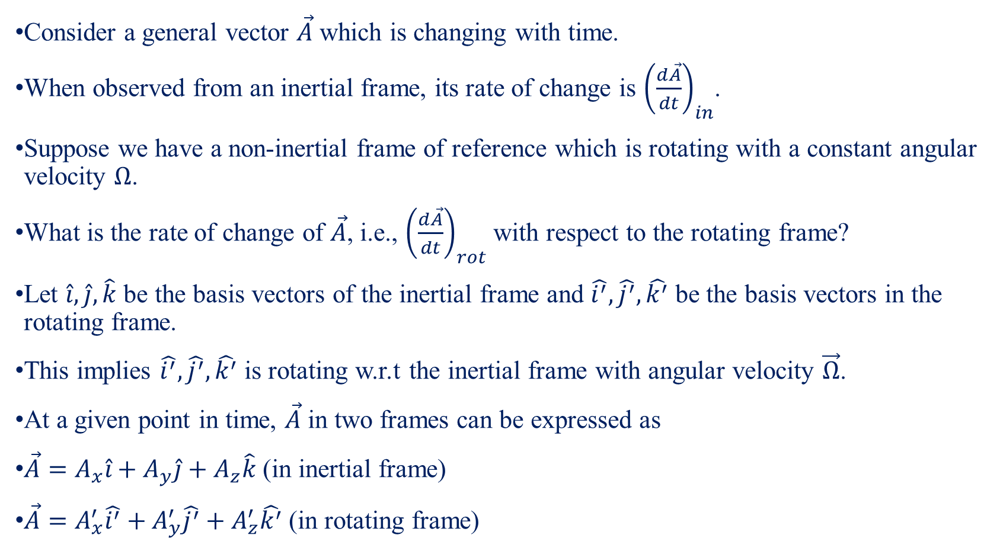 •Consider a general vector $\vec{A}$ which is changing with time.
•When observed from an inertial frame, its rate of change is $\left(\frac{d\vec{A}}{dt}\right)_{in}$.
•Suppose we have a non-inertial frame of reference which is rotating with a constant angular
velocity Ω.
•What is the rate of change of $\vec{A}$, i.e., $\left(\frac{d\vec{A}}{dt}\right)_{rot}$ with respect to the rotating frame?
•Let $\hat{\imath}, \hat{\jmath}, \hat{k}$ be the basis vectors of the inertial frame and $\widehat{i'}, \widehat{j'}, \widehat{k'}$ be the basis vectors in the
rotating frame.
•This implies $\widehat{i'}, \widehat{j'}, \widehat{k'}$ is rotating w.r.t the inertial frame with angular velocity $\vec{\Omega}$.
•At a given point in time, $\vec{A}$ in two frames can be expressed as
•$\vec{A} = A_x\hat{\imath} + A_y\hat{\jmath} + A_z\hat{k}$ (in inertial frame)
•$\vec{A} = A'_x\widehat{i'} + A'_y\widehat{j'} + A'_z\widehat{k'}$ (in rotating frame)